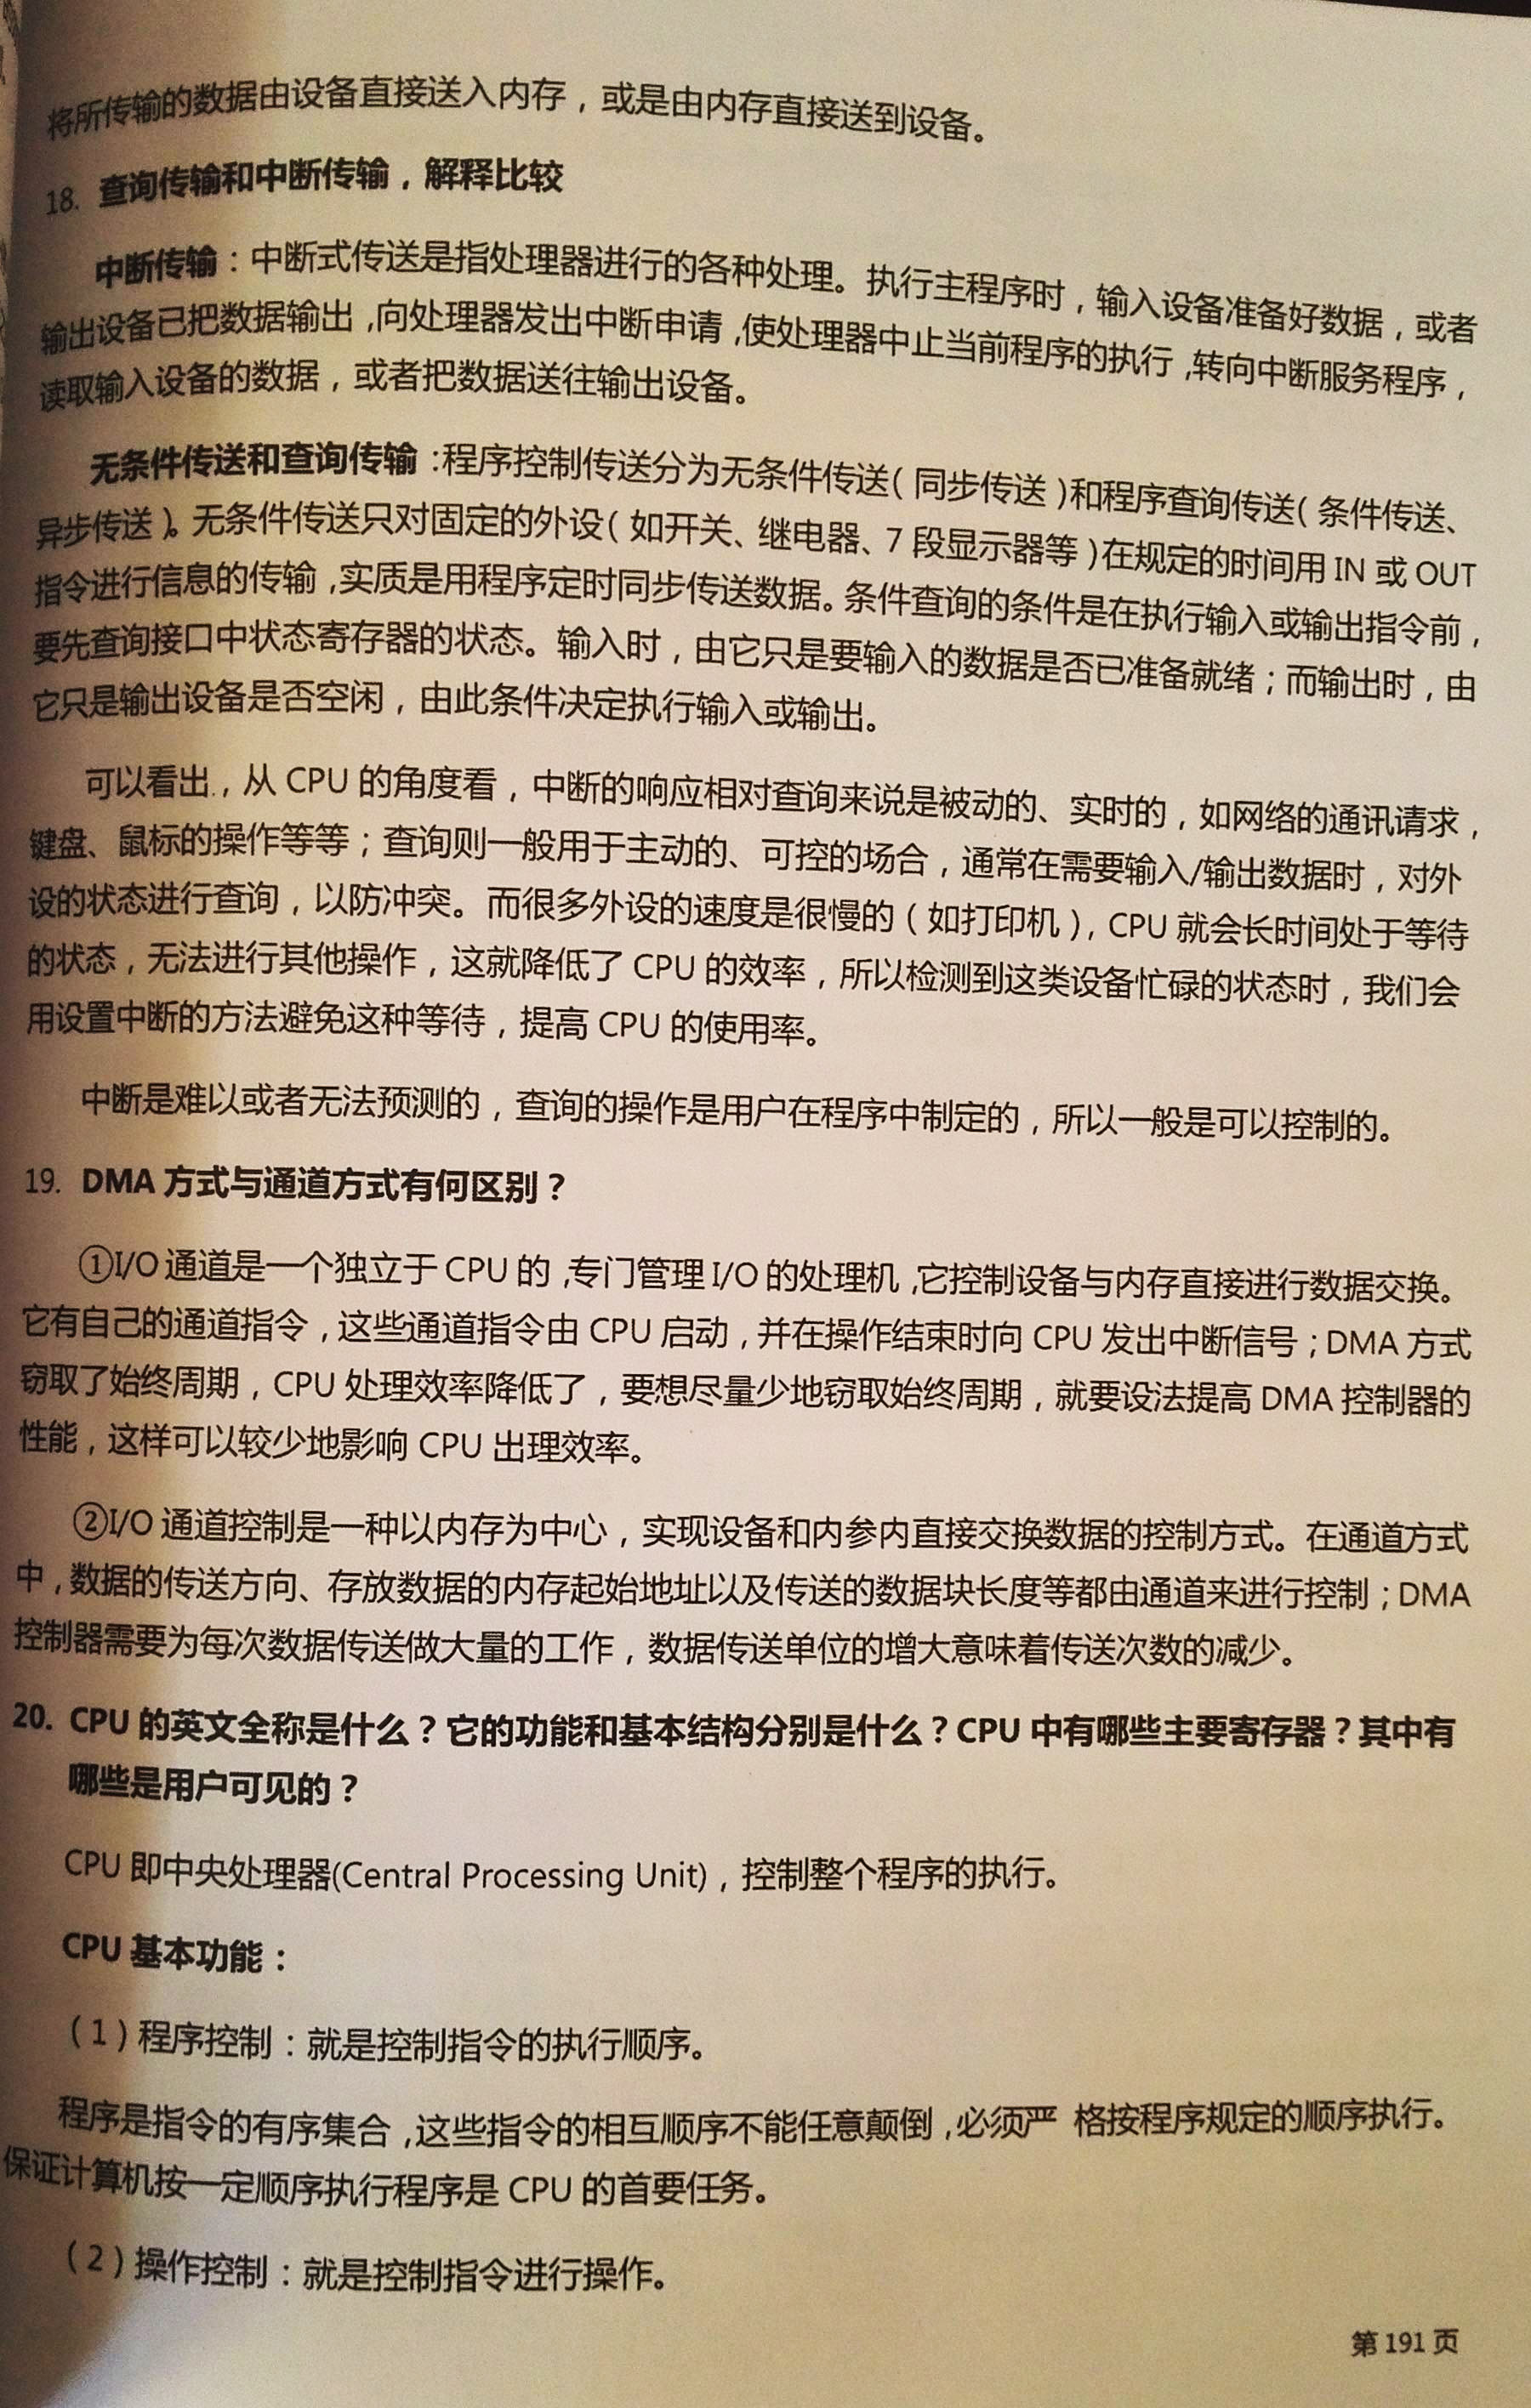 将所传输的数据由设备直接送入内存，或是由内存直接送到设备。
18. 查询传输和中断传输，解释比较
中断传输：中断式传送是指处理器进行的各种处理。执行主程序时，输入设备准备好数据，或者
输出设备已把数据输出，向处理器发出中断申请，使处理器中止当前程序的执行，转向中断服务程序，
读取输入设备的数据，或者把数据送往输出设备。
无条件传送和查询传输：程序控制传送分为无条件传送（同步传送）和程序查询传送（条件传送、
异步传送）。无条件传送只对固定的外设（如开关、继电器、7 段显示器等）在规定的时间用 IN 或 OUT
指令进行信息的传输，实质是用程序定时同步传送数据。条件查询的条件是在执行输入或输出指令前，
要先查询接口中状态寄存器的状态。输入时，由它只是要输入的数据是否已准备就绪；而输出时，由
它只是输出设备是否空闲，由此条件决定执行输入或输出。
可以看出，从 CPU 的角度看，中断的响应相对查询来说是被动的、实时的，如网络的通讯请求，
键盘、鼠标的操作等等；查询则一般用于主动的、可控的场合，通常在需要输入/输出数据时，对外
设的状态进行查询，以防冲突。而很多外设的速度是很慢的（如打印机），CPU 就会长时间处于等待
的状态，无法进行其他操作，这就降低了 CPU 的效率，所以检测到这类设备忙碌的状态时，我们会
用设置中断的方法避免这种等待，提高 CPU 的使用率。
中断是难以或者无法预测的，查询的操作是用户在程序中制定的，所以一般是可以控制的。
19. DMA 方式与通道方式有何区别？
①I/O 通道是一个独立于 CPU 的，专门管理 I/O 的处理机，它控制设备与内存直接进行数据交换。
它有自己的通道指令，这些通道指令由 CPU 启动，并在操作结束时向 CPU 发出中断信号；DMA 方式
窃取了始终周期，CPU 处理效率降低了，要想尽量少地窃取始终周期，就要设法提高 DMA 控制器的
性能，这样可以较少地影响 CPU 出理效率。
②I/O 通道控制是一种以内存为中心，实现设备和内参内直接交换数据的控制方式。在通道方式
中，数据的传送方向、存放数据的内存起始地址以及传送的数据块长度等都由通道来进行控制；DMA
控制器需要为每次数据传送做大量的工作，数据传送单位的增大意味着传送次数的减少。
20. CPU 的英文全称是什么？它的功能和基本结构分别是什么？CPU 中有哪些主要寄存器？其中有
哪些是用户可见的？
CPU 即中央处理器(Central Processing Unit)，控制整个程序的执行。
CPU 基本功能：
（1）程序控制：就是控制指令的执行顺序。
程序是指令的有序集合，这些指令的相互顺序不能任意颠倒，必须严 格按程序规定的顺序执行。
保证计算机按一定顺序执行程序是 CPU 的首要任务。
（2）操作控制：就是控制指令进行操作。
第 191 页